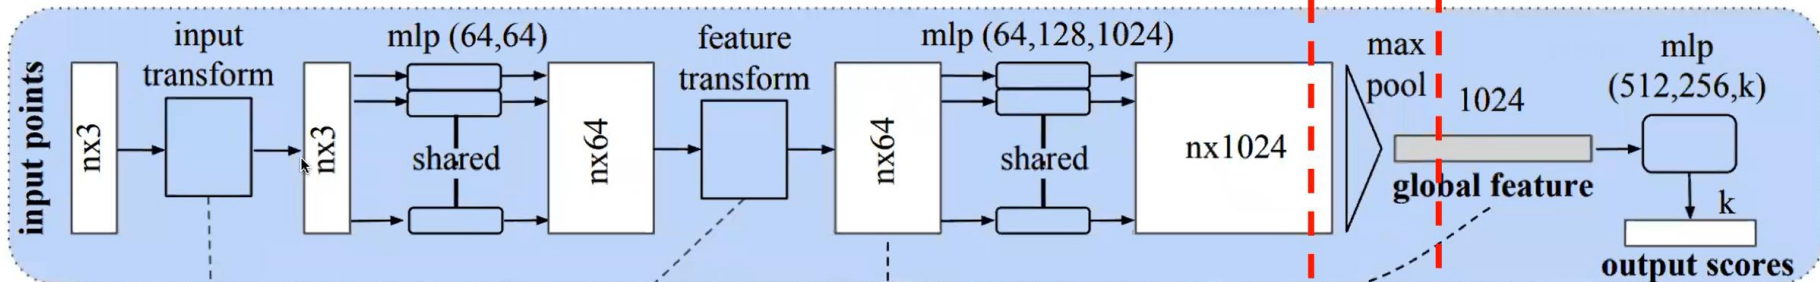 input points
nx3
input
transform
nx3
mlp (64,64)
shared
nx64
feature
transform
nx64
mlp (64,128,1024)
shared
nx1024
max
pool
1024
global feature
mlp
(512,256,k)
k
output scores